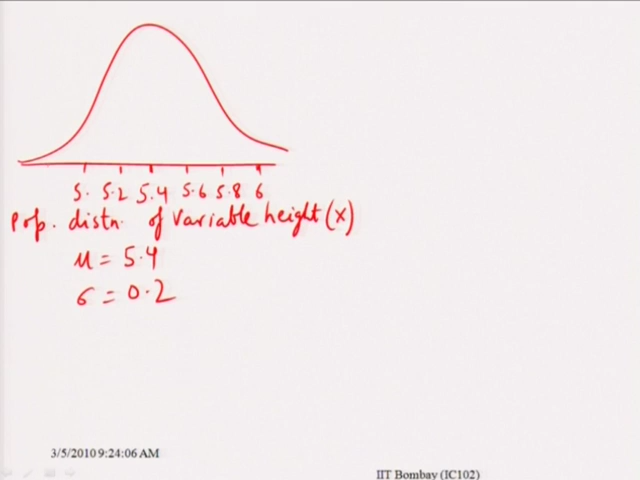 5. 5.2 5.4 5.6 5.8 6
Pop. distn. of variable height (x)
μ = 5.4
σ = 0.2
3/5/2010 9:24:06 AM
IIT Bombay (IC102)